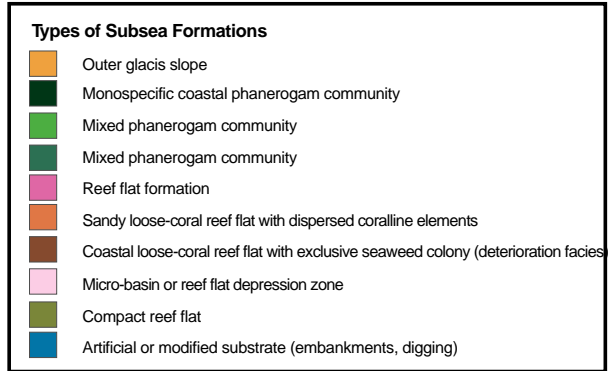 Types of Subsea Formations
Outer glacis slope
Monospecific coastal phanerogam community
Mixed phanerogam community
Mixed phanerogam community
Reef flat formation
Sandy loose-coral reef flat with dispersed coralline elements
Coastal loose-coral reef flat with exclusive seaweed colony (deterioration facies)
Micro-basin or reef flat depression zone
Compact reef flat
Artificial or modified substrate (embankments, digging)